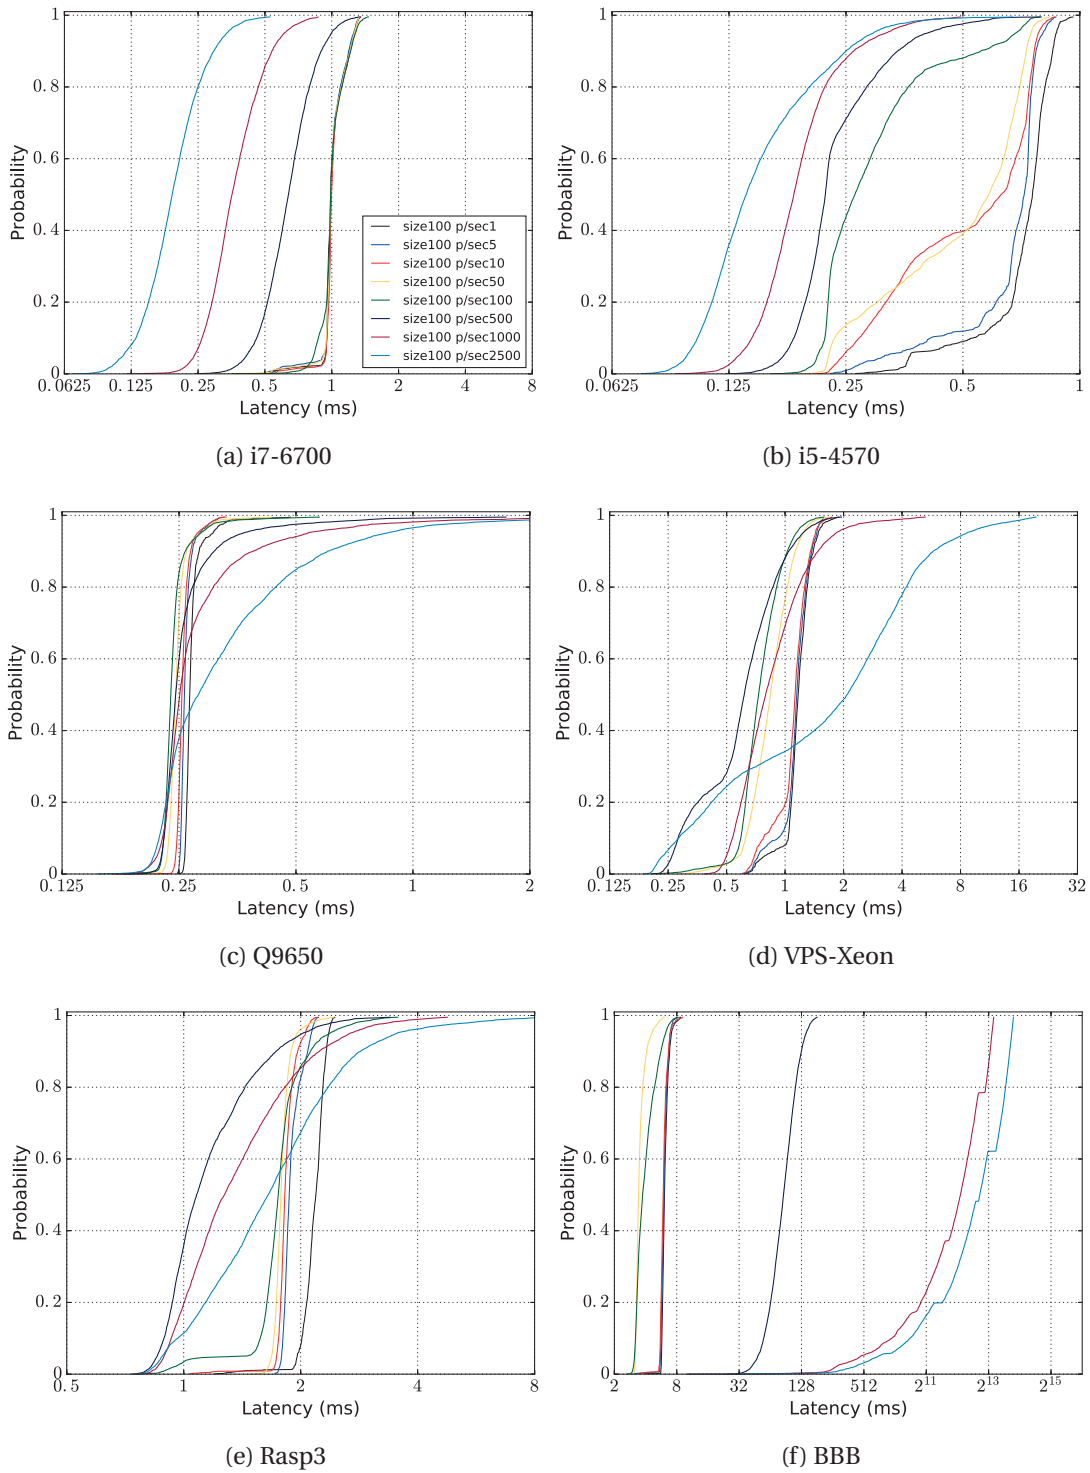 1
0.8
0.6
0.4
0.2
0
Probability
size100 p/sec1
size100 p/sec5
size100 p/sec10
size100 p/sec50
size100 p/sec100
size100 p/sec500
size100 p/sec1000
size100 p/sec2500
0.0625 0.125 0.25 0.5 1 2 4 8
Latency (ms)
(a) i7-6700
1
0.8
0.6
0.4
0.2
0
Probability
0.0625 0.125 0.25 0.5 1
Latency (ms)
(b) i5-4570
1
0.8
0.6
0.4
0.2
0
Probability
0.125 0.25 0.5 1 2
Latency (ms)
(c) Q9650
1
0.8
0.6
0.4
0.2
0
Probability
0.125 0.25 0.5 1 2 4 8 16 32
Latency (ms)
(d) VPS-Xeon
1
0.8
0.6
0.4
0.2
0
Probability
0.5 1 2 4 8
Latency (ms)
(e) Rasp3
1
0.8
0.6
0.4
0.2
0
Probability
2 8 32 128 512 2¹¹ 2¹³ 2¹⁵
Latency (ms)
(f) BBB